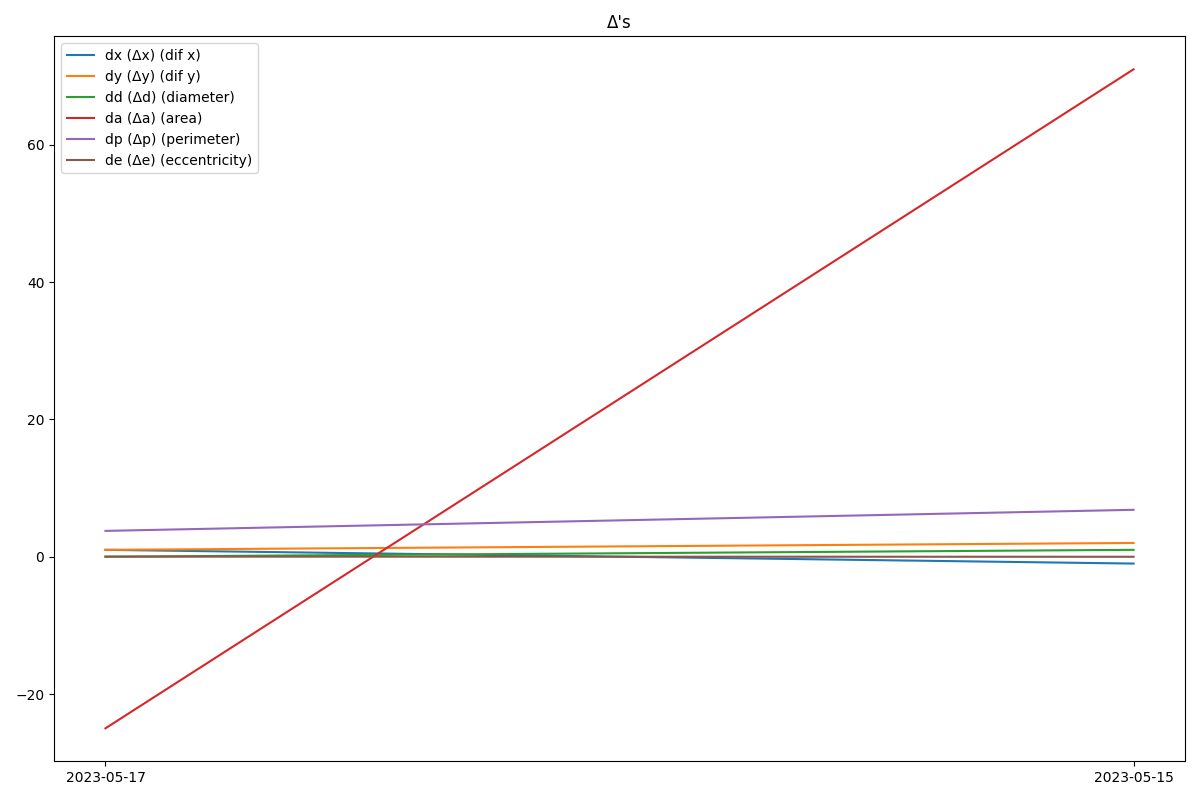 Δ's
dx (Δx) (dif x)
dy (Δy) (dif y)
dd (Δd) (diameter)
da (Δa) (area)
dp (Δp) (perimeter)
de (Δe) (eccentricity)
60
40
20
0
−20
2023-05-17 2023-05-15